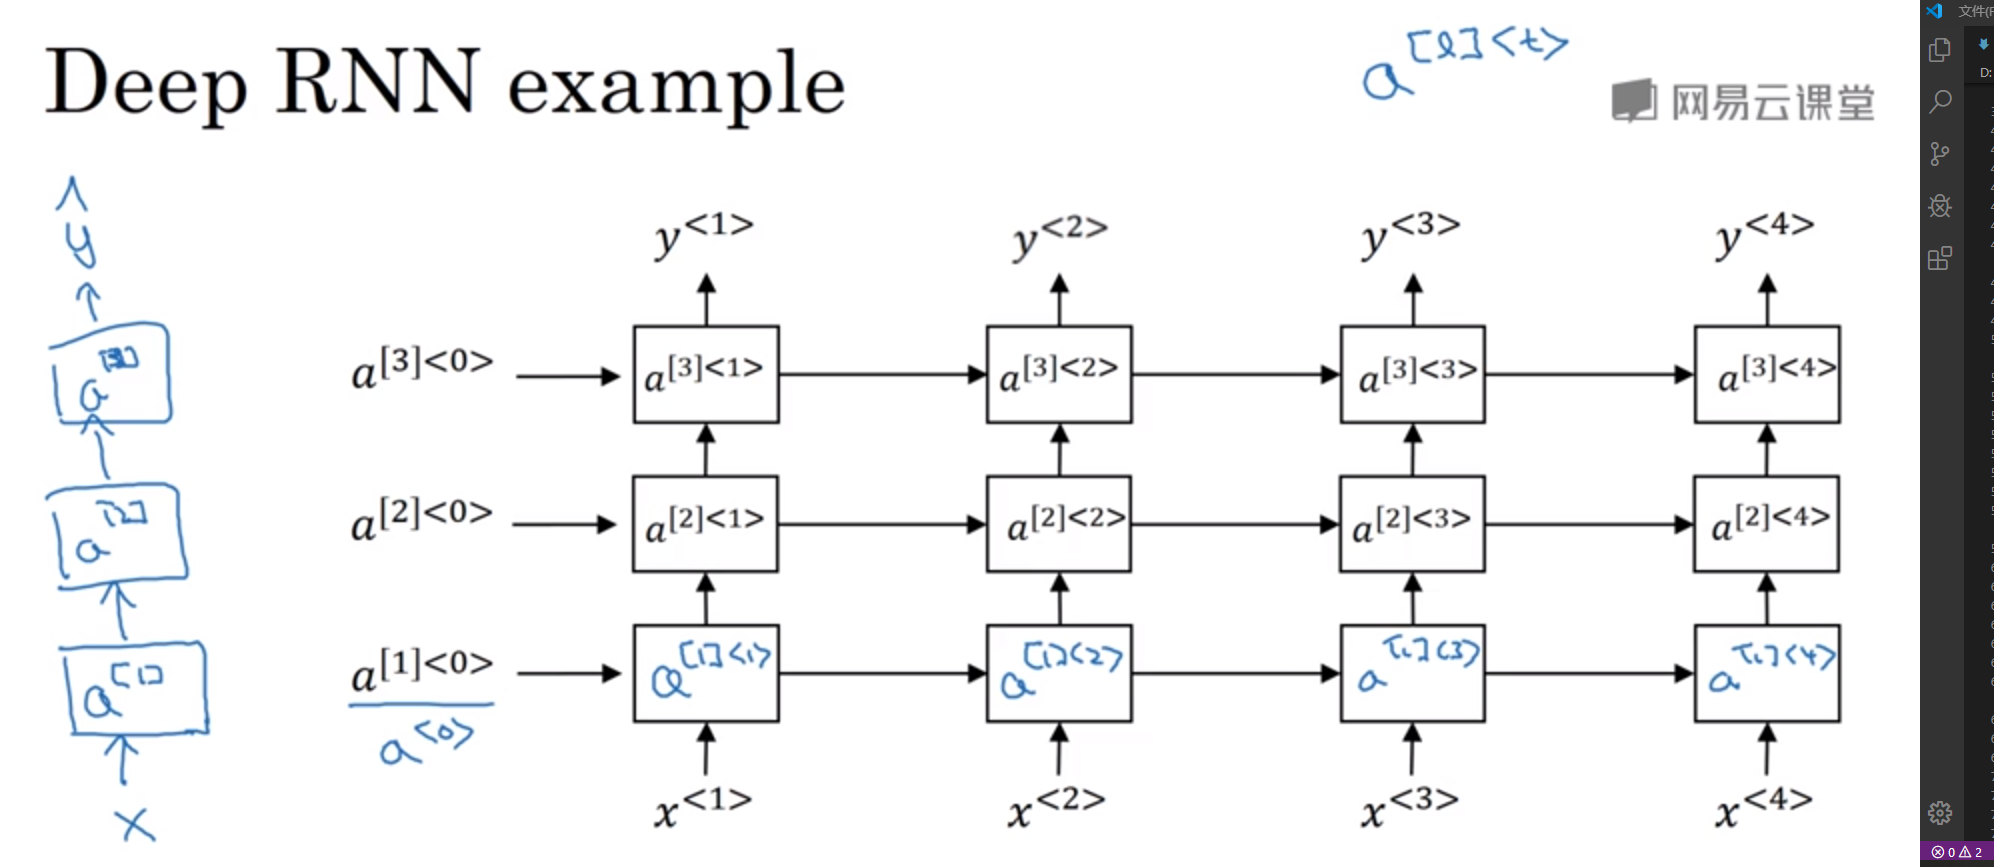 Deep RNN example
a^[l]<t>
网易云课堂
文件(F
D:
ŷ
y<1> y<2> y<3> y<4>
a^[3]
a[3]<0> a[3]<1> a[3]<2> a[3]<3> a[3]<4>
a^[2]
a[2]<0> a[2]<1> a[2]<2> a[2]<3> a[2]<4>
a^[1]
a[1]<0> a[1]<1> a[1]<2> a[1]<3> a[1]<4>
a<0>
x
x<1> x<2> x<3> x<4>
0 2